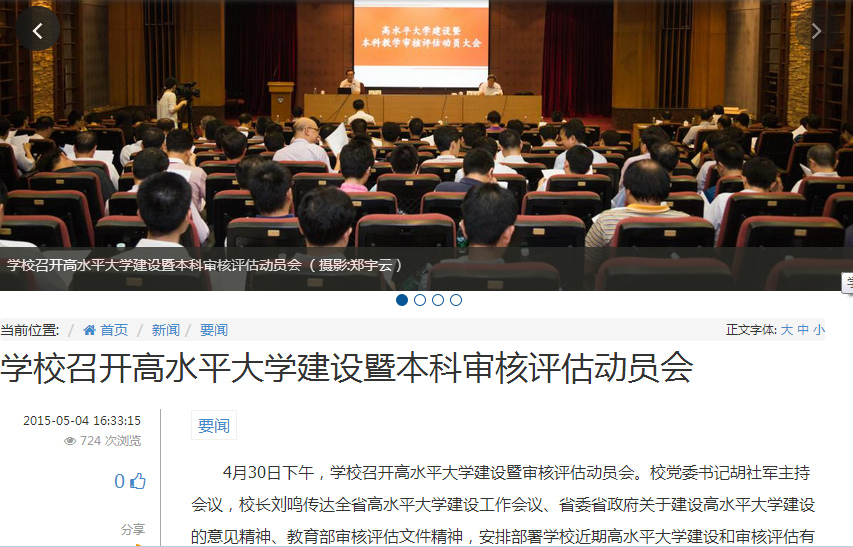 高水平大学建设暨
本科教学审核评估动员大会
学校召开高水平大学建设暨本科审核评估动员会 （ 摄影:郑宇云 ）
当前位置: / 首页 / 新闻 / 要闻
正文字体: 大 中 小
学校召开高水平大学建设暨本科审核评估动员会
2015-05-04 16:33:15
724 次浏览
0
分享
要闻
4月30日下午，学校召开高水平大学建设暨审核评估动员会。校党委书记胡社军主持
会议，校长刘鸣传达全省高水平大学建设工作会议、省委省政府关于建设高水平大学建设
的意见精神、教育部审核评估文件精神，安排部署学校近期高水平大学建设和审核评估有